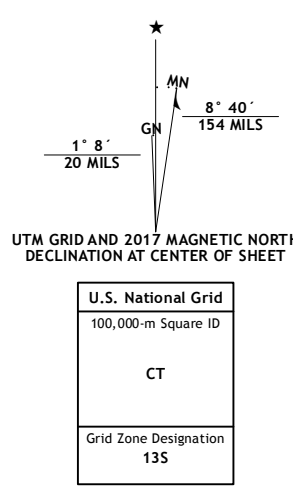 ★
MN
8° 40´
154 MILS
GN
1° 8´
20 MILS
UTM GRID AND 2017 MAGNETIC NORTH
DECLINATION AT CENTER OF SHEET
U.S. National Grid
100,000-m Square ID
CT
Grid Zone Designation
13S